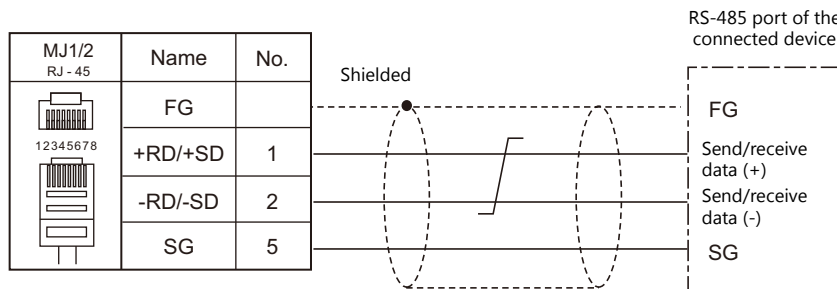 RS-485 port of the
connected device
MJ1/2
RJ - 45
Name
No.
Shielded
FG
FG
12345678
+RD/+SD
1
Send/receive
data (+)
-RD/-SD
2
Send/receive
data (-)
SG
5
SG